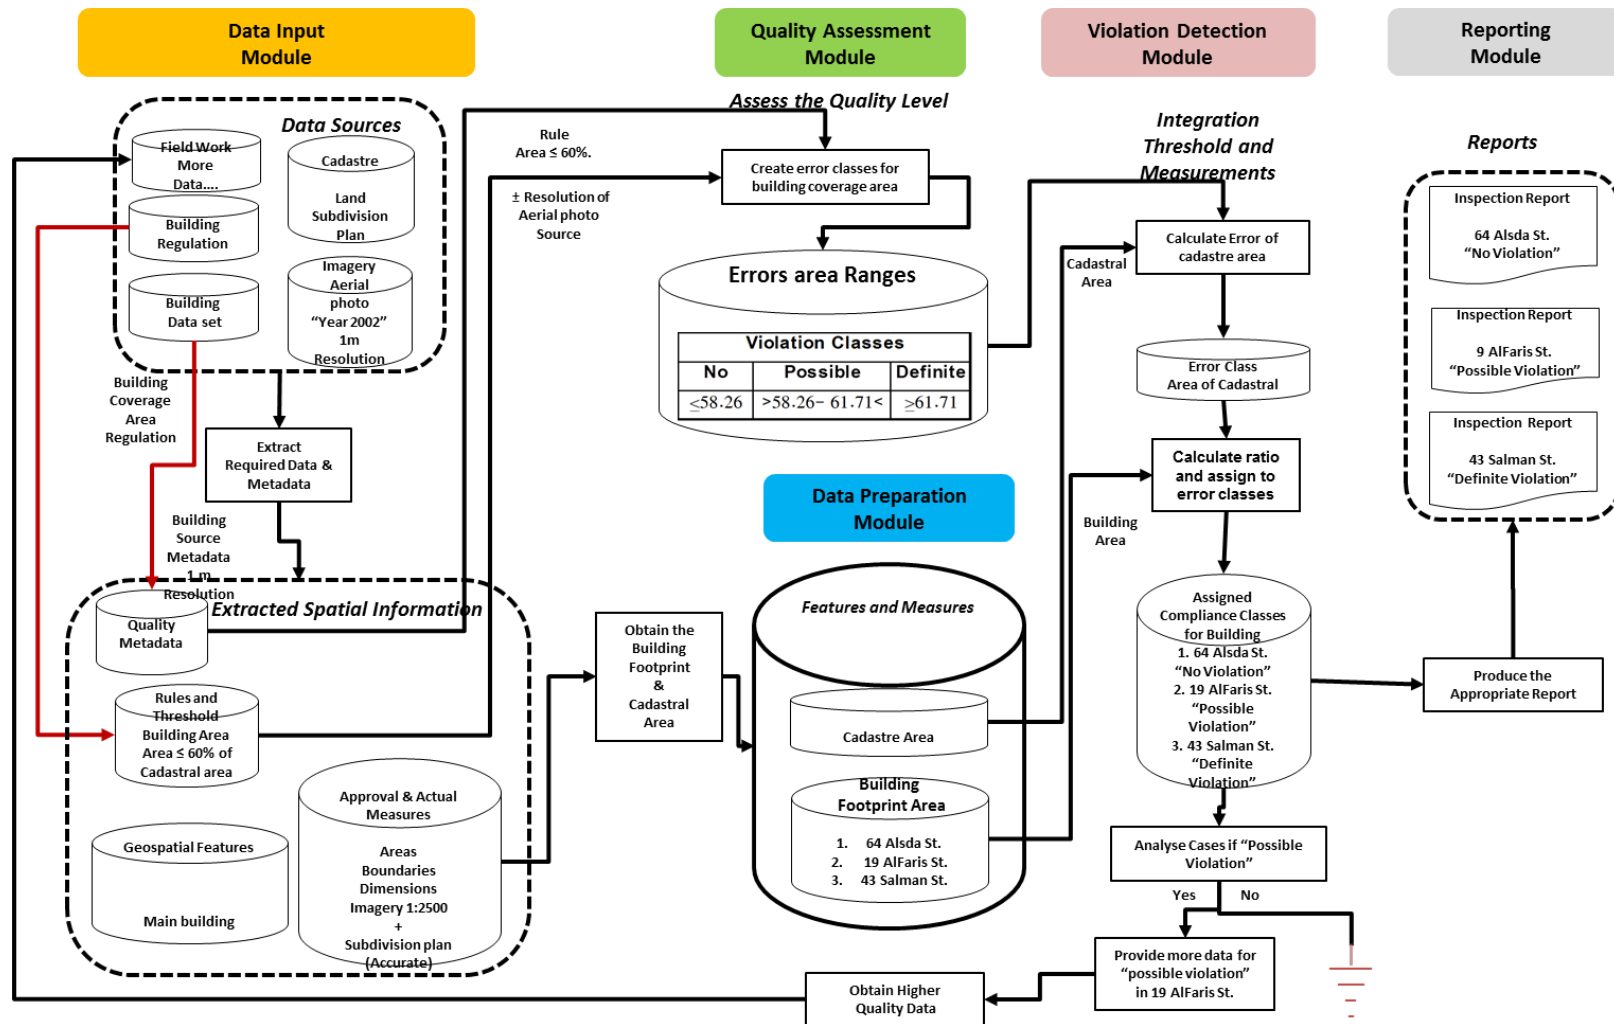 Data Input
Module
Quality Assessment
Module
Violation Detection
Module
Reporting
Module
Data Sources
Field Work
More
Data....
Cadastre
Land
Subdivision
Plan
Building
Regulation
Imagery
Aerial
photo
“Year 2002”
1m
Resolution
Building
Data set
Building
Coverage
Area
Regulation
Extract
Required Data &
Metadata
Building
Source
Metadata
1 m
Resolution
Extracted Spatial Information
Quality
Metadata
Rules and
Threshold
Building Area
Area ≤ 60% of
Cadastral area
Geospatial Features
Main building
Approval & Actual
Measures
Areas
Boundaries
Dimensions
Imagery 1:2500
+
Subdivision plan
(Accurate)
Assess the Quality Level
Rule
Area ≤ 60%.
± Resolution of
Aerial photo
Source
Create error classes for
building coverage area
Errors area Ranges
Violation Classes
No Possible Definite
≤58.26 >58.26– 61.71< ≥61.71
Data Preparation
Module
Obtain the
Building
Footprint
&
Cadastral
Area
Features and Measures
Cadastre Area
Building
Footprint Area
1. 64 Alsda St.
2. 19 AlFaris St.
3. 43 Salman St.
Integration
Threshold and
Measurements
Cadastral
Area
Calculate Error of
cadastre area
Error Class
Area of Cadastral
Calculate ratio
and assign to
error classes
Building
Area
Assigned
Compliance Classes
for Building
1. 64 Alsda St.
“No Violation”
2. 19 AlFaris St.
“Possible
Violation”
3. 43 Salman St.
“Definite
Violation”
Analyse Cases if “Possible
Violation”
Yes No
Provide more data for
“possible violation”
in 19 AlFaris St.
Obtain Higher
Quality Data
Reports
Inspection Report
64 Alsda St.
“No Violation”
Inspection Report
9 AlFaris St.
“Possible Violation”
Inspection Report
43 Salman St.
“Definite Violation”
Produce the
Appropriate Report